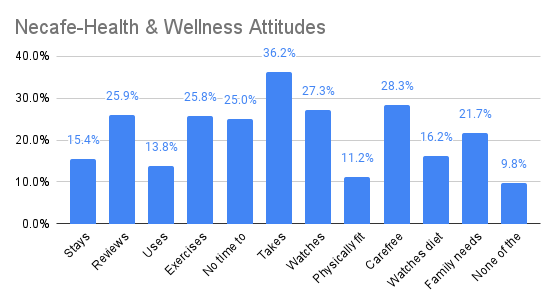 Necafe-Health & Wellness Attitudes
40.0%
30.0%
20.0%
10.0%
0.0%
15.4%
25.9%
13.8%
25.8%
25.0%
36.2%
27.3%
11.2%
28.3%
16.2%
21.7%
9.8%
Stays
Reviews
Uses
Exercises
No time to
Takes
Watches
Physically fit
Carefree
Watches diet
Family needs
None of the